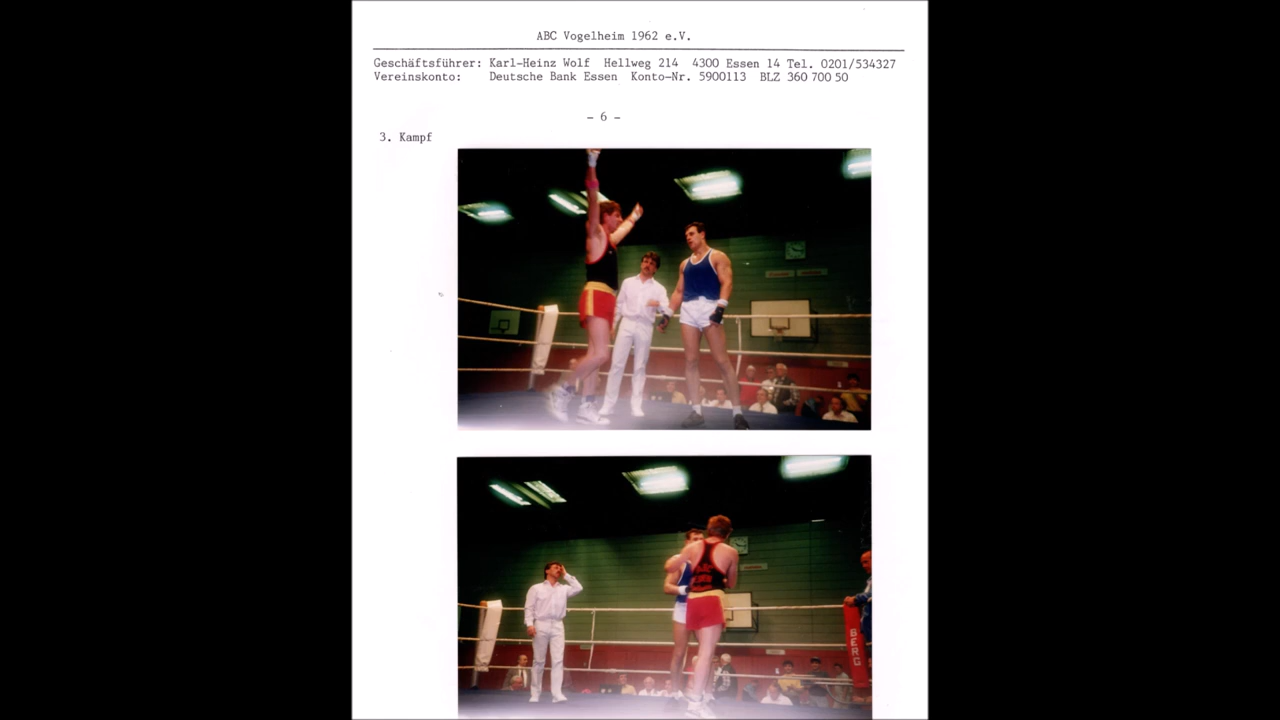 ABC Vogelheim 1962 e.V.
Geschäftsführer: Karl-Heinz Wolf Hellweg 214 4300 Essen 14 Tel. 0201/534327
Vereinskonto: Deutsche Bank Essen Konto-Nr. 5900113 BLZ 360 700 50
- 6 -
3. Kampf
BERG